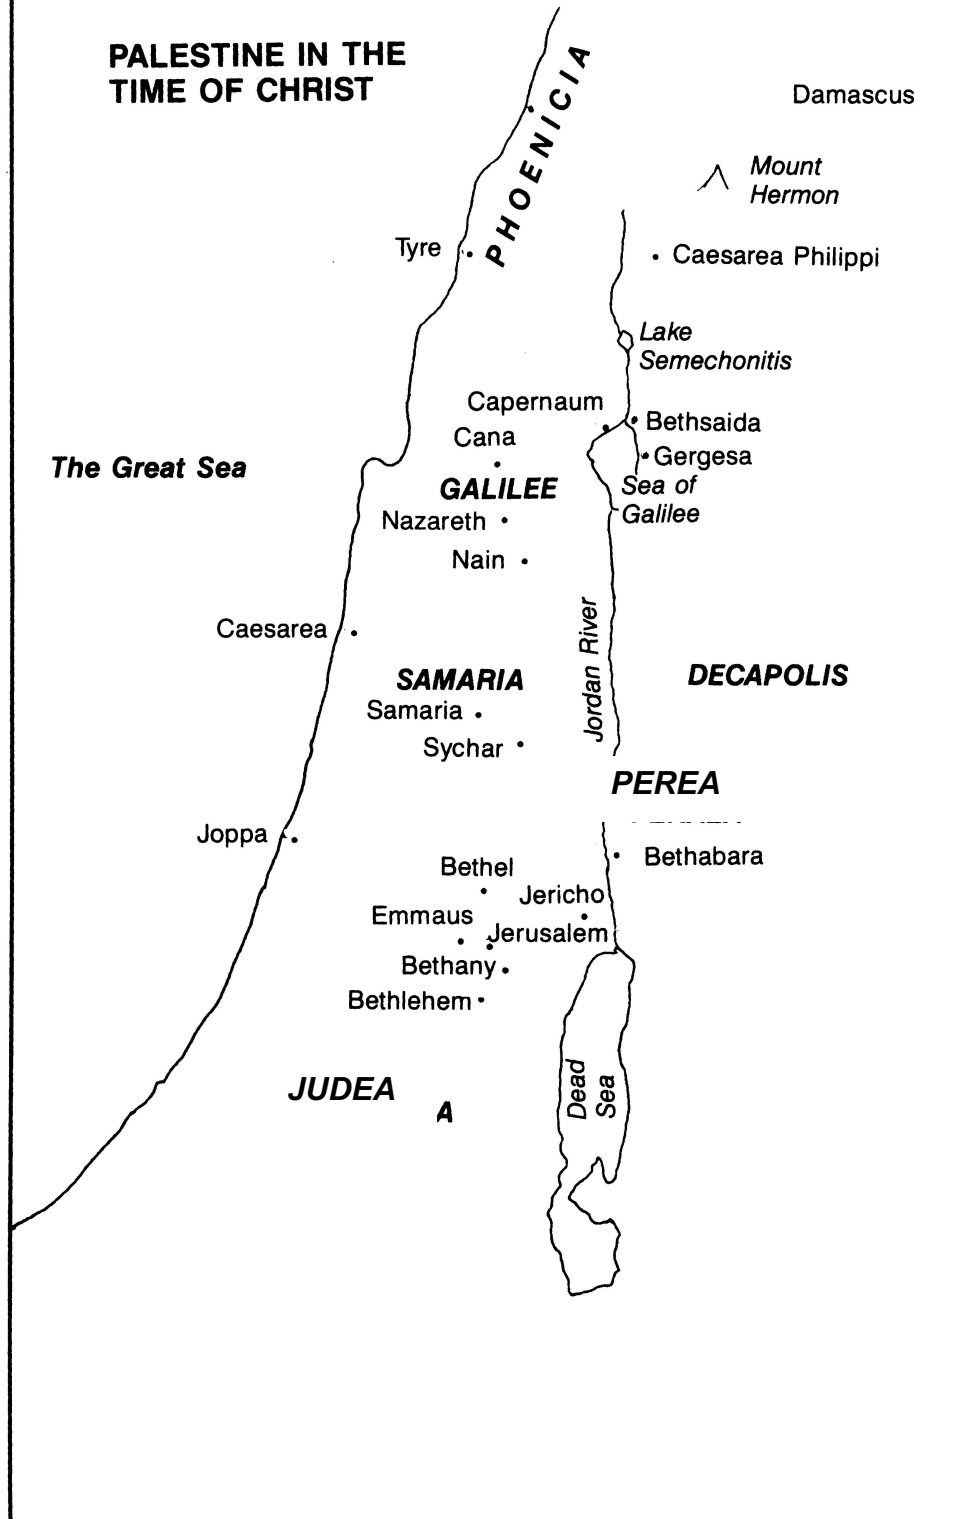 PALESTINE IN THE
TIME OF CHRIST
PHOENICIA
Damascus
Mount
Hermon
Tyre
Caesarea Philippi
Lake
Semechonitis
Capernaum
Bethsaida
Cana
Gergesa
The Great Sea
GALILEE
Sea of
Galilee
Nazareth
Nain
Caesarea
Jordan River
SAMARIA
DECAPOLIS
Samaria
Sychar
PEREA
Joppa
Bethabara
Bethel
Jericho
Emmaus
Jerusalem
Bethany
Bethlehem
Dead
Sea
JUDEA
A